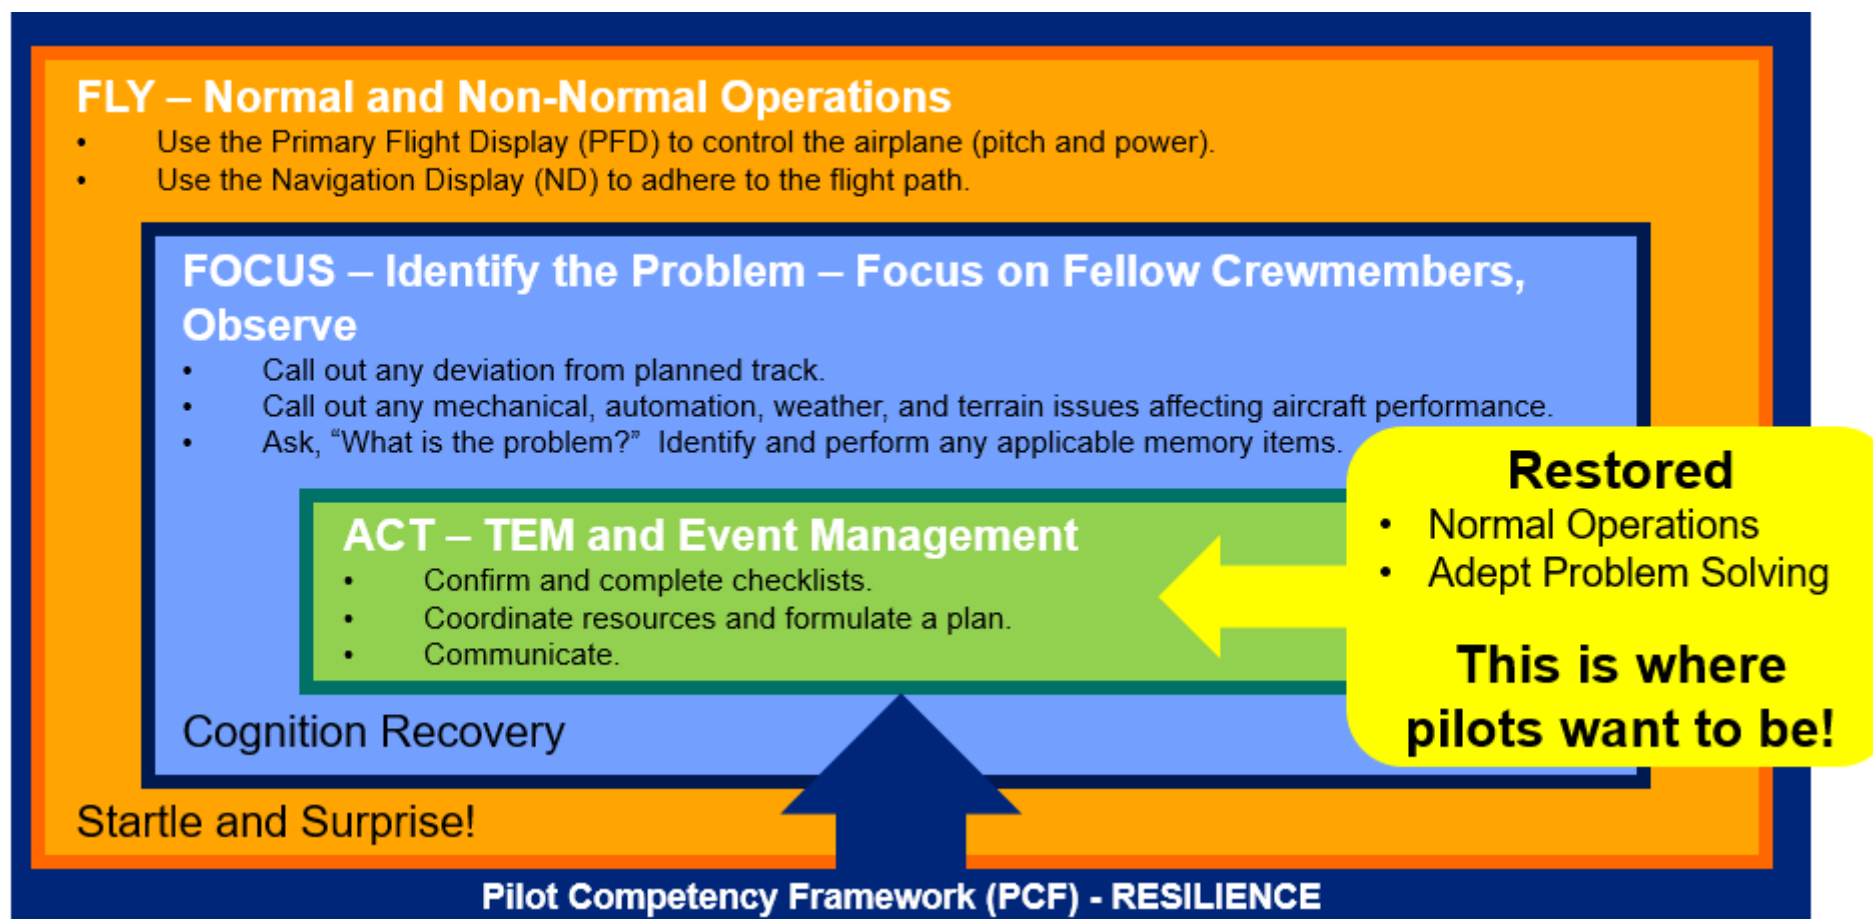 FLY – Normal and Non-Normal Operations
• Use the Primary Flight Display (PFD) to control the airplane (pitch and power).
• Use the Navigation Display (ND) to adhere to the flight path.
FOCUS – Identify the Problem – Focus on Fellow Crewmembers,
Observe
• Call out any deviation from planned track.
• Call out any mechanical, automation, weather, and terrain issues affecting aircraft performance.
• Ask, “What is the problem?”  Identify and perform any applicable memory items.
ACT – TEM and Event Management
• Confirm and complete checklists.
• Coordinate resources and formulate a plan.
• Communicate.
Restored
• Normal Operations
• Adept Problem Solving
This is where
pilots want to be!
Cognition Recovery
Startle and Surprise!
Pilot Competency Framework (PCF) - RESILIENCE